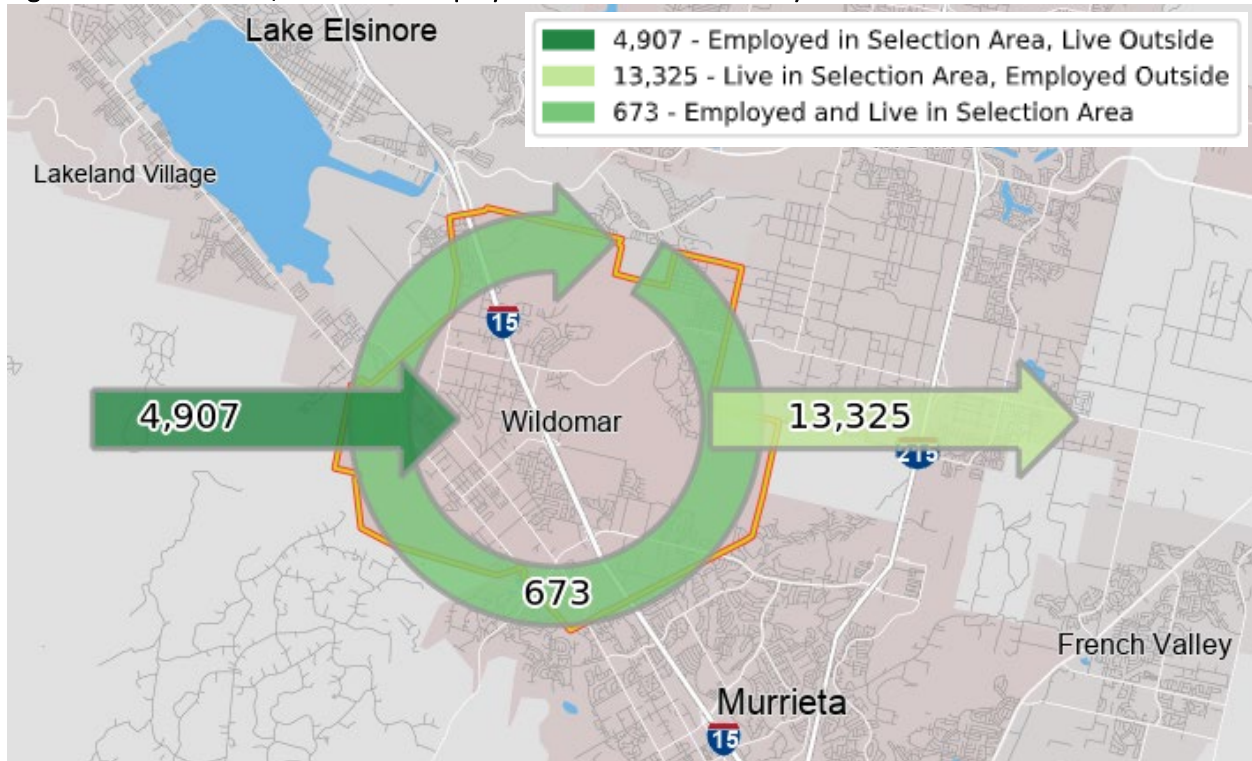 Lake Elsinore
4,907 - Employed in Selection Area, Live Outside
13,325 - Live in Selection Area, Employed Outside
673 - Employed and Live in Selection Area
Lakeland Village
15
4,907
Wildomar
13,325
215
673
French Valley
Murrieta
15